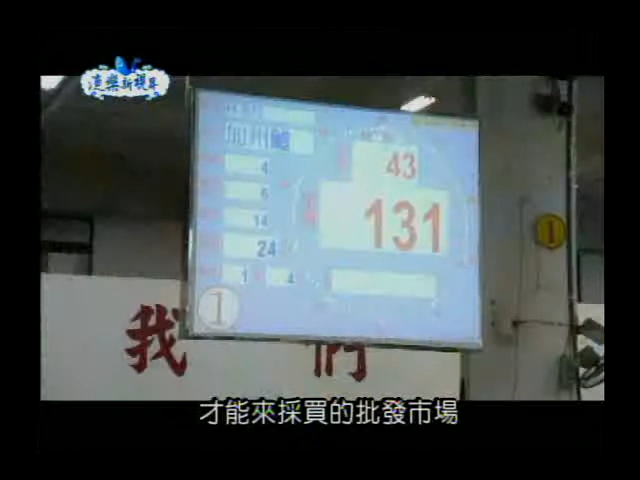 漁樂新視界
加州鱸
43
4
6
131
14
24
1 4
1
1
我們
才能來採買的批發市場